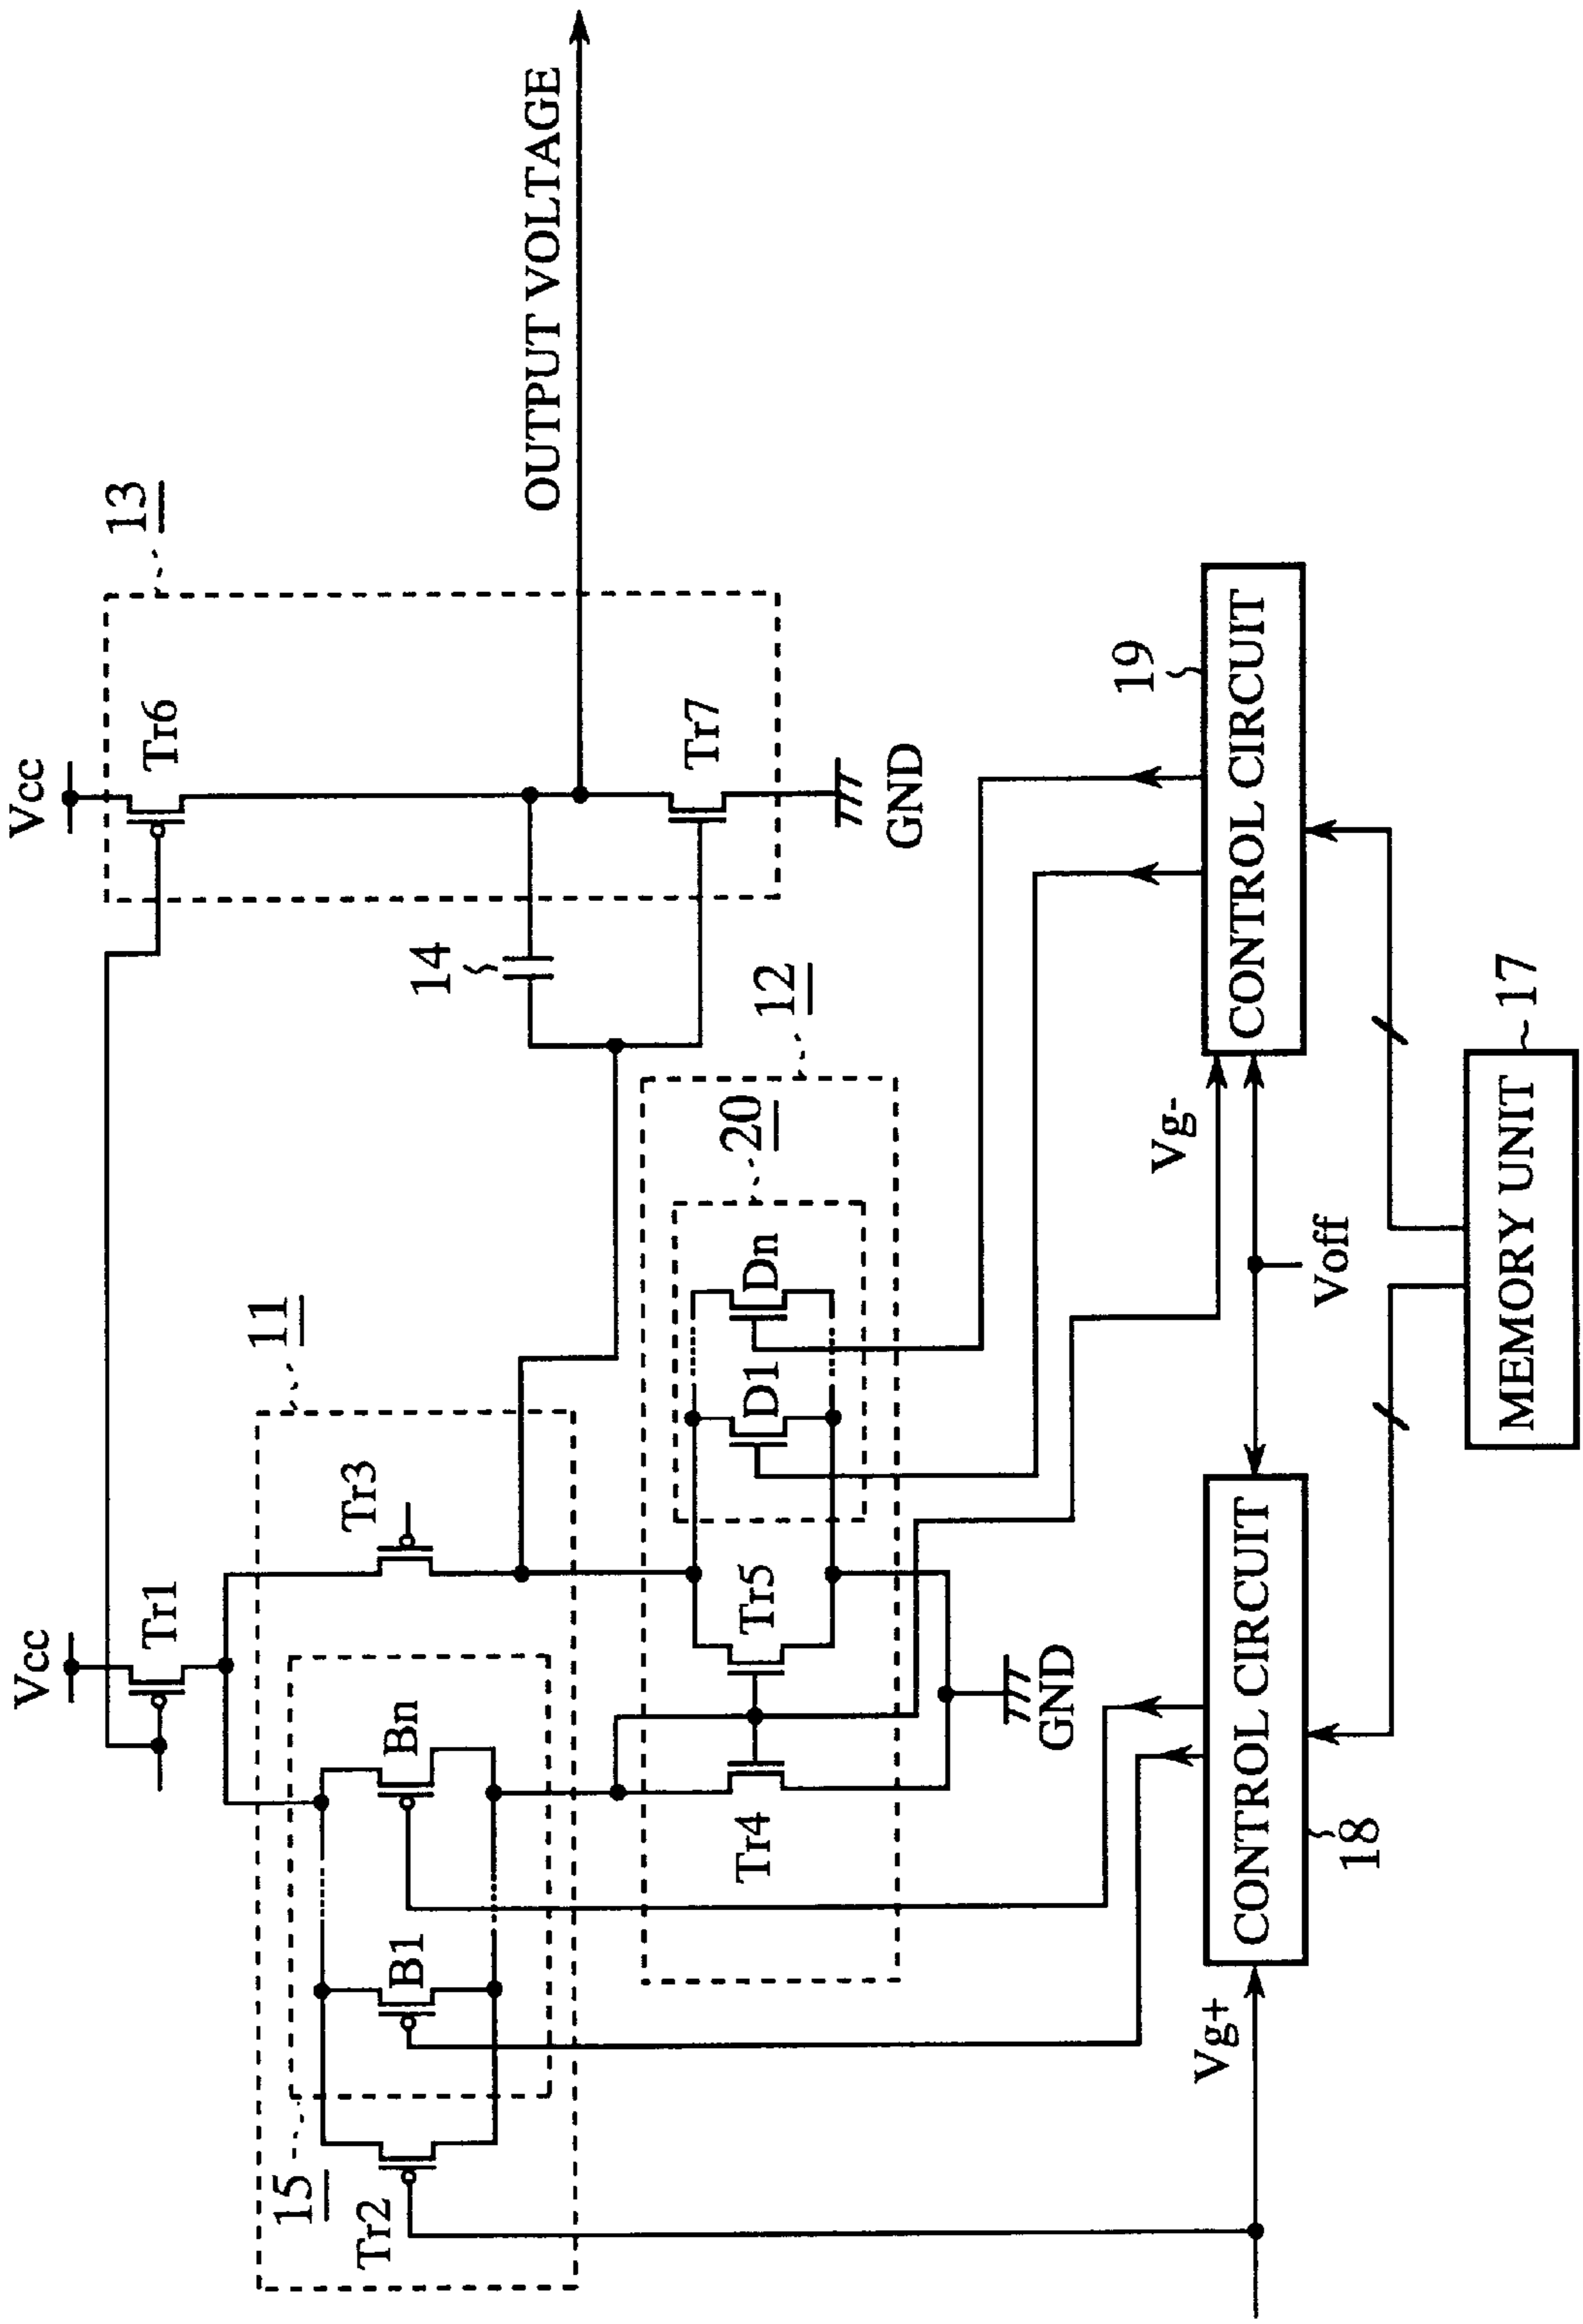 Vcc
Vcc
13
Tr6
11
Tr1
Tr3
14
OUTPUT VOLTAGE
Tr7
12
GND
15
Bn
B1
Tr2
20
Dn
D1
Tr5
Tr4
GND
19
Vg-
CONTROL CIRCUIT
Vg+
CONTROL CIRCUIT
Voff
18
17
MEMORY UNIT